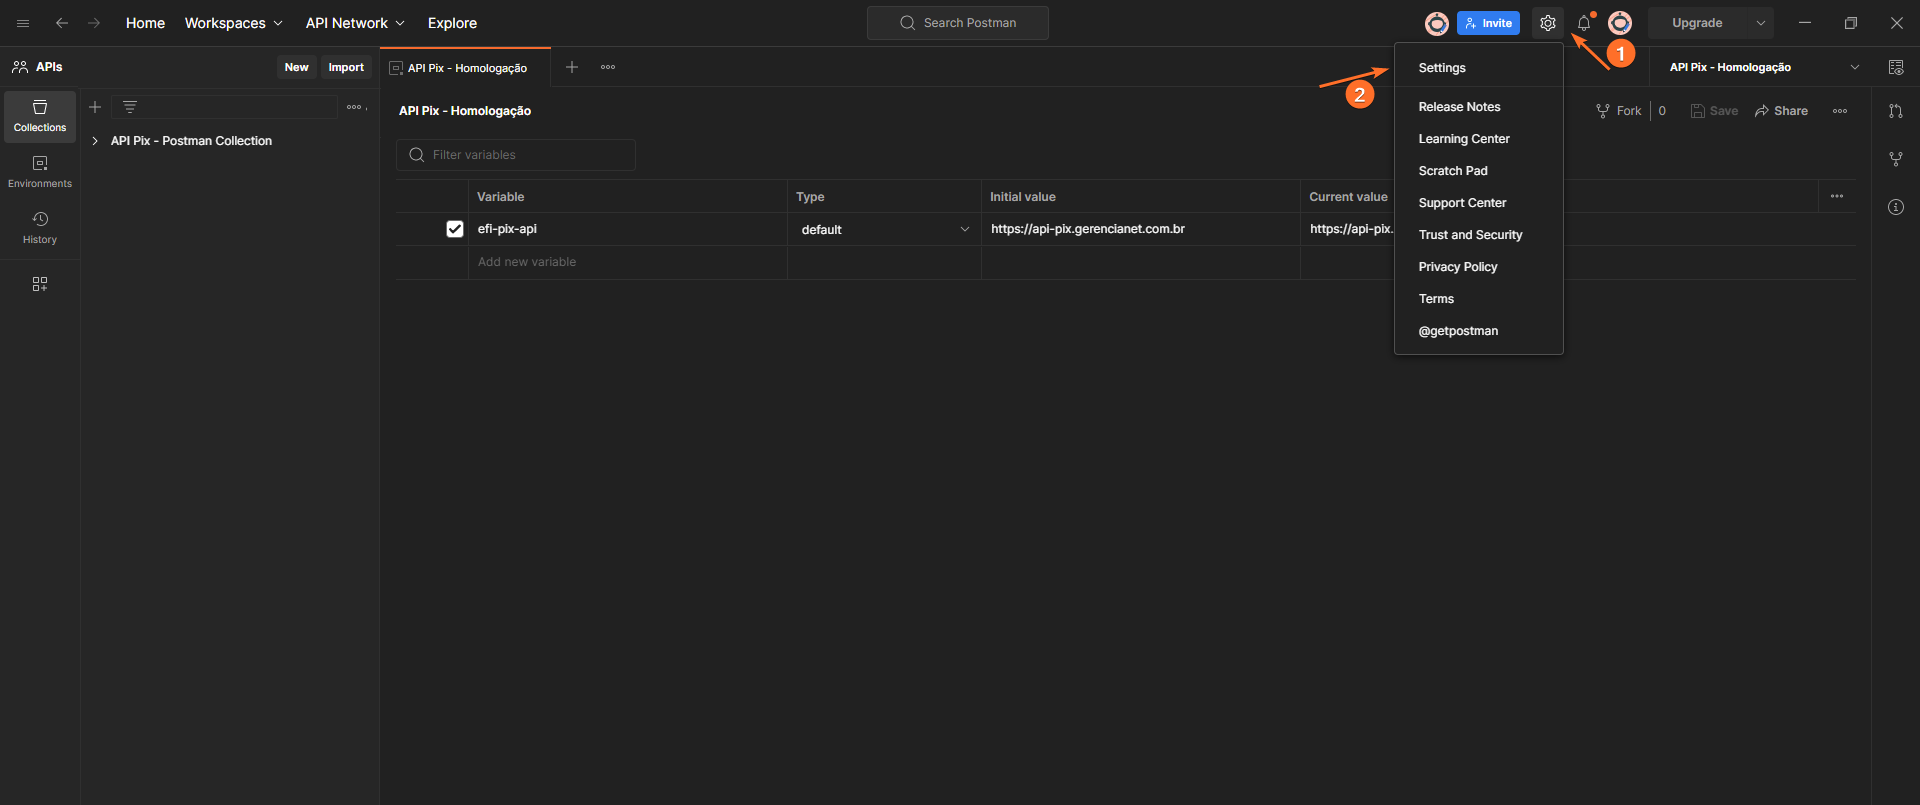 Home
Workspaces
API Network
Explore
Search Postman
Invite
Upgrade
1
APIs
New
Import
API Pix - Homologação
Settings
2
API Pix - Homologação
Collections
API Pix - Postman Collection
API Pix - Homologação
Release Notes
Fork
0
Save
Share
Learning Center
Filter variables
Scratch Pad
Environments
Variable
Type
Initial value
Current value
Support Center
efi-pix-api
default
https://api-pix.gerencianet.com.br
https://api-pix.
Trust and Security
History
Add new variable
Privacy Policy
Terms
@getpostman